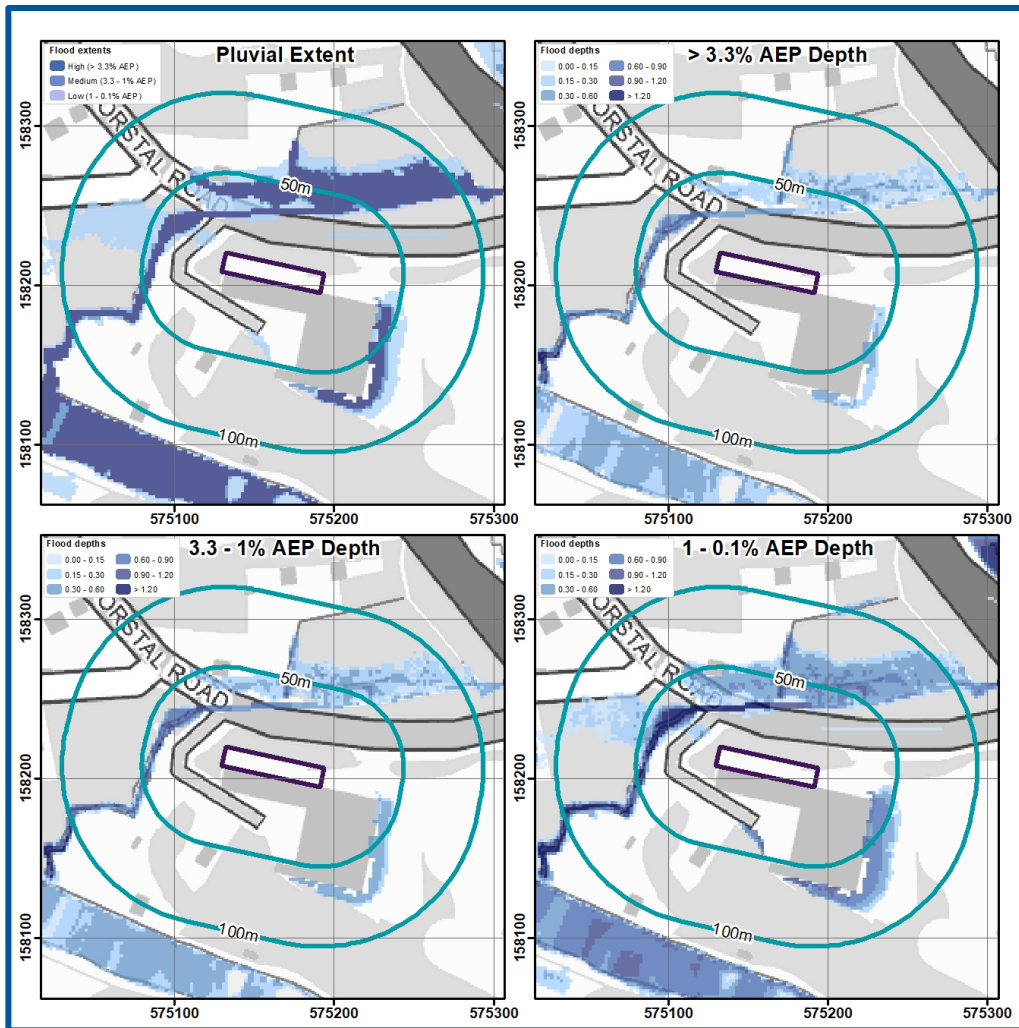 Pluvial Extent
Flood extents
High (> 3.3% AEP)
Medium (3.3 - 1% AEP)
Low (1 - 0.1% AEP)
ORSTAL ROAD
50m
100m
158300
158200
158100
575100
575200
575300
> 3.3% AEP Depth
Flood depths
0.00 - 0.15
0.60 - 0.90
0.15 - 0.30
0.90 - 1.20
0.30 - 0.60
> 1.20
ORSTAL ROAD
50m
100m
158300
158200
158100
575100
575200
575300
3.3 - 1% AEP Depth
Flood depths
0.00 - 0.15
0.60 - 0.90
0.15 - 0.30
0.90 - 1.20
0.30 - 0.60
> 1.20
ORSTAL ROAD
50m
100m
158300
158200
158100
575100
575200
575300
1 - 0.1% AEP Depth
Flood depths
0.00 - 0.15
0.60 - 0.90
0.15 - 0.30
0.90 - 1.20
0.30 - 0.60
> 1.20
ORSTAL ROAD
50m
100m
158300
158200
158100
575100
575200
575300